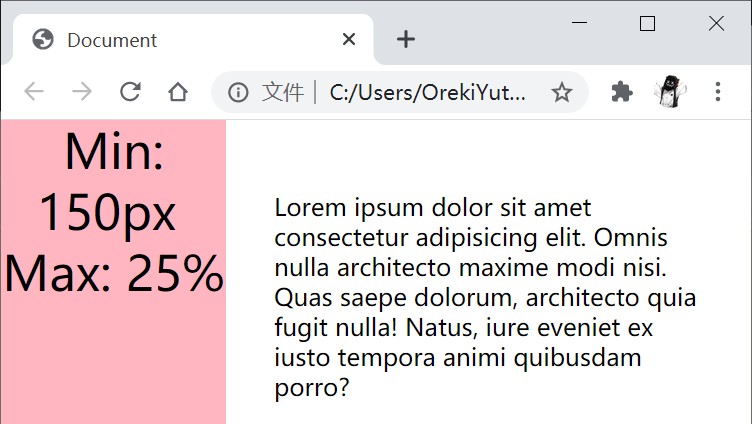 Document
文件 C:/Users/OrekiYut...
Min:
150px
Max: 25%
Lorem ipsum dolor sit amet
consectetur adipisicing elit. Omnis
nulla architecto maxime modi nisi.
Quas saepe dolorum, architecto quia
fugit nulla! Natus, iure eveniet ex
iusto tempora animi quibusdam
porro?